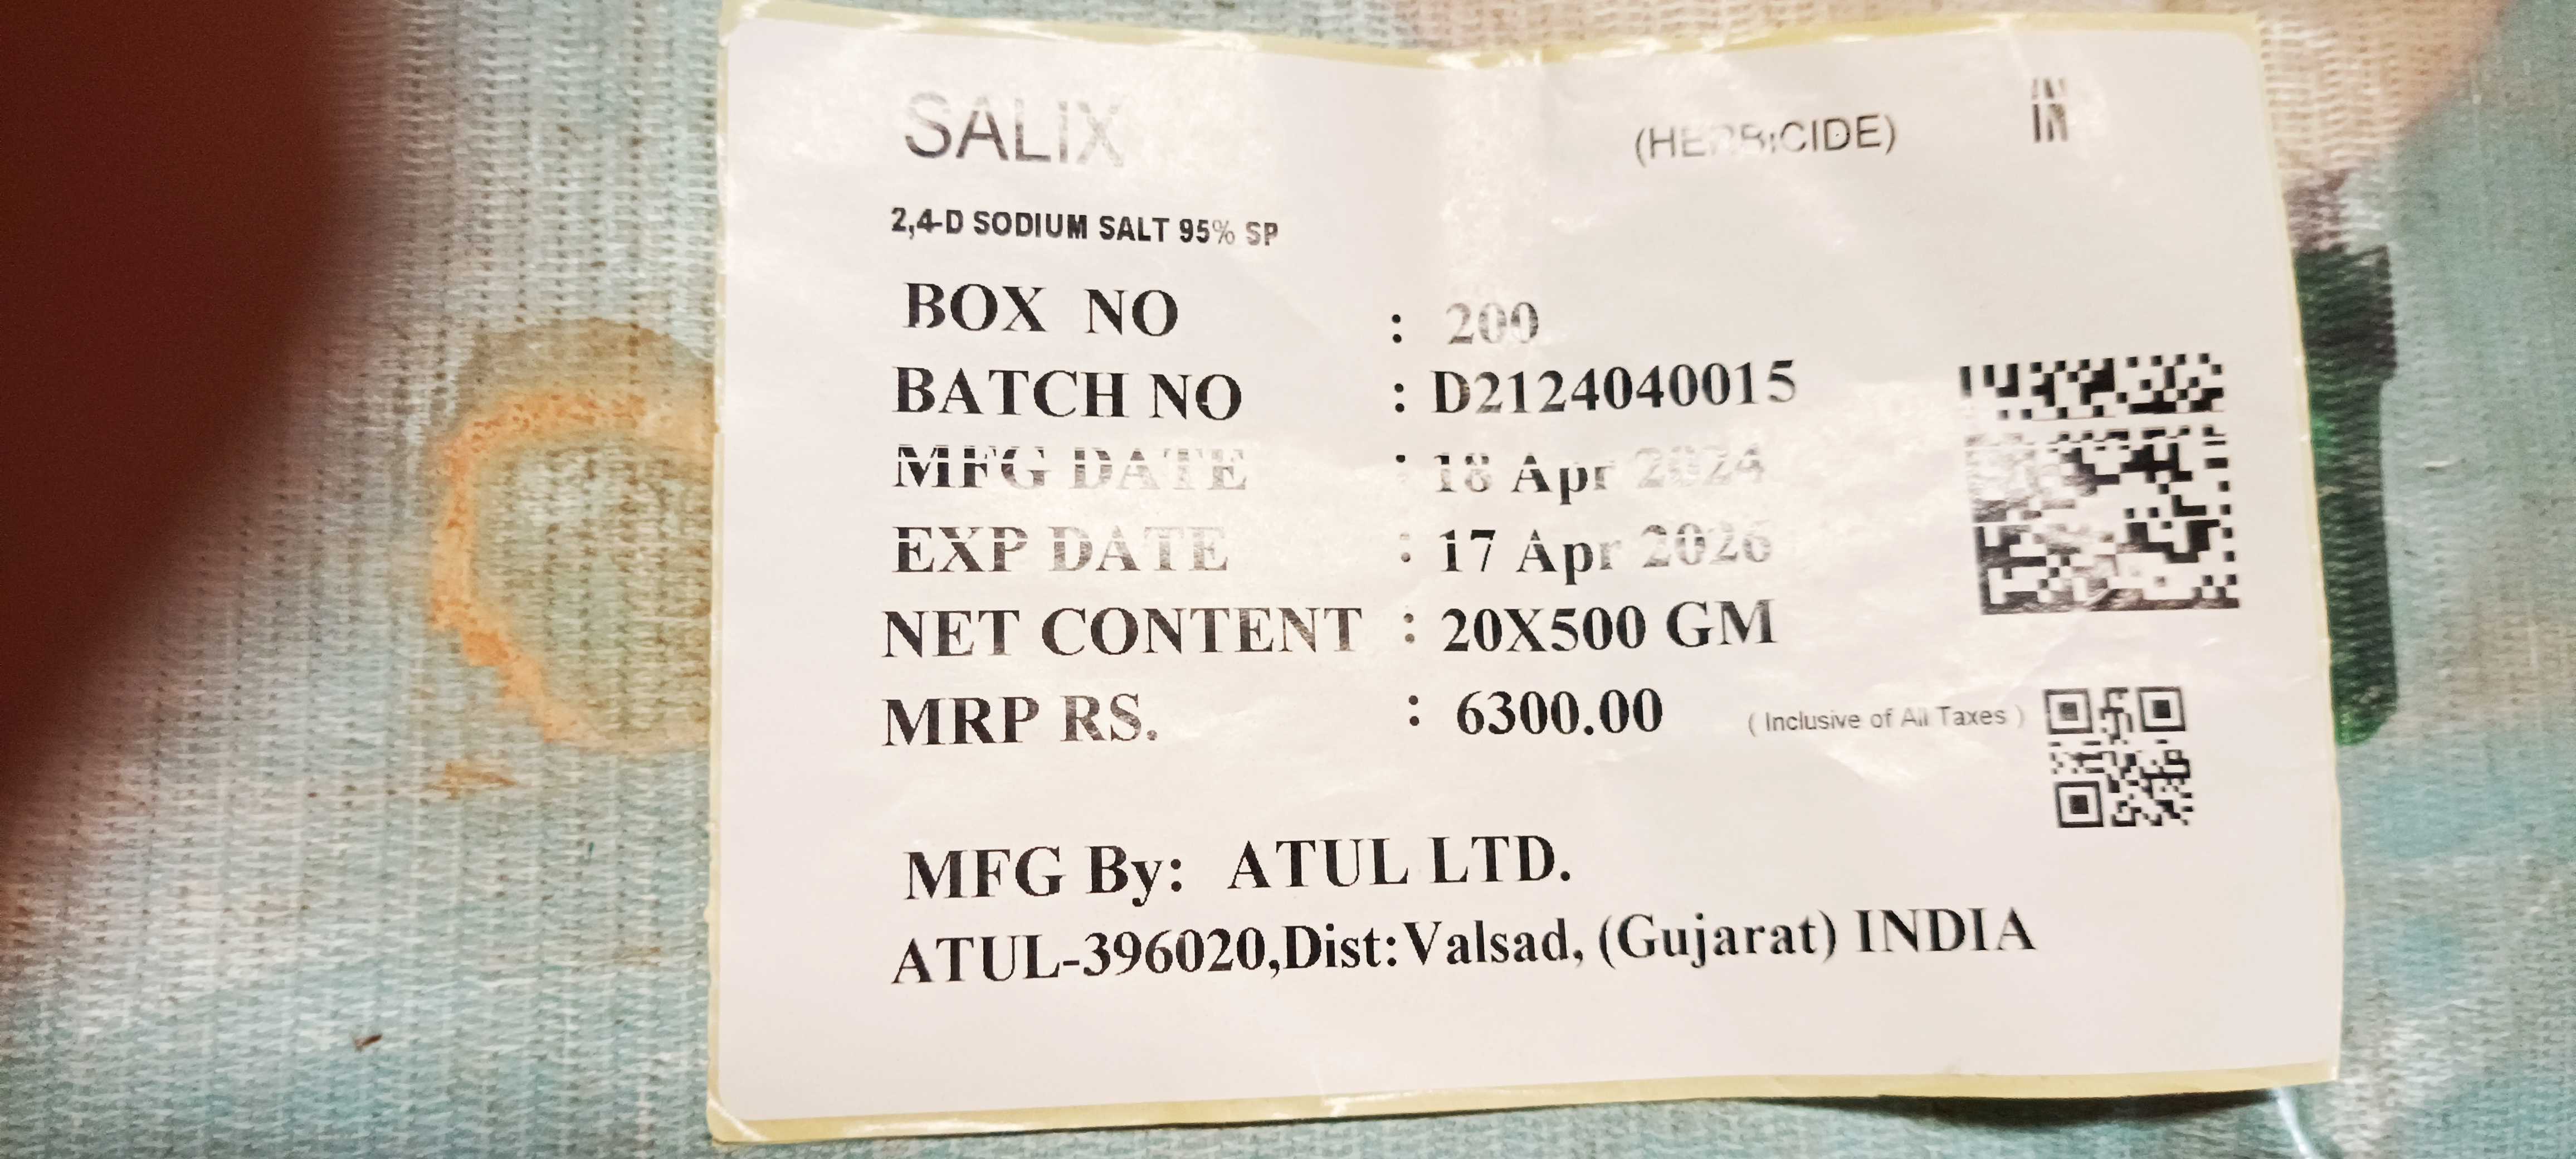 SALIX (HERBICIDE) IN
2,4-D SODIUM SALT 95% SP
BOX NO : 200
BATCH NO : D2124040015
MFG DATE : 18 Apr 2024
EXP DATE : 17 Apr 2026
NET CONTENT : 20X500 GM
MRP RS. : 6300.00 ( Inclusive of All Taxes )
MFG By: ATUL LTD.
ATUL-396020,Dist:Valsad, (Gujarat) INDIA